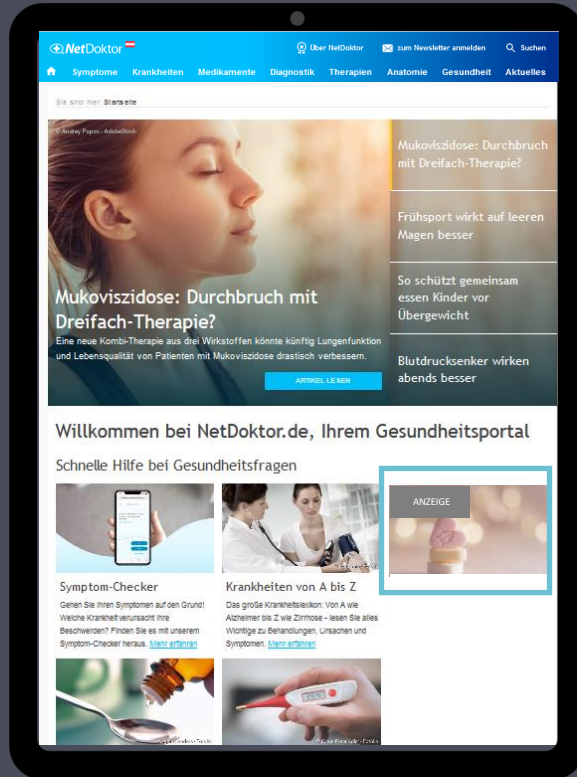 NetDoktor
Über NetDoktor
zum Newsletter anmelden
Suchen
Symptome Krankheiten Medikamente Diagnostik Therapien Anatomie Gesundheit Aktuelles
Sie sind hier: Startseite
© Andrey Popov - AdobeStock
Mukoviszidose: Durchbruch mit
Dreifach-Therapie?
Eine neue Kombi-Therapie aus drei Wirkstoffen könnte künftig Lungenfunktion
und Lebensqualität von Patienten mit Mukoviszidose drastisch verbessern.
ARTIKEL LESEN
Mukoviszidose: Durchbruch
mit Dreifach-Therapie?
Frühsport wirkt auf leeren
Magen besser
So schützt gemeinsam
essen Kinder vor
Übergewicht
Blutdrucksenker wirken
abends besser
Willkommen bei NetDoktor.de, Ihrem Gesundheitsportal
Schnelle Hilfe bei Gesundheitsfragen
Symptom-Checker
Gehen Sie Ihren Symptomen auf den Grund!
Welche Krankheit verursacht Ihre
Beschwerden? Finden Sie es mit unserem
Symptom-Checker heraus. Mehr erfahren
Krankheiten von A bis Z
Das große Krankheitslexikon: Von A wie
Alzheimer bis Z wie Zirrhose - lesen Sie alles
Wichtige zu Behandlungen, Ursachen und
Symptomen. Mehr erfahren
ANZEIGE